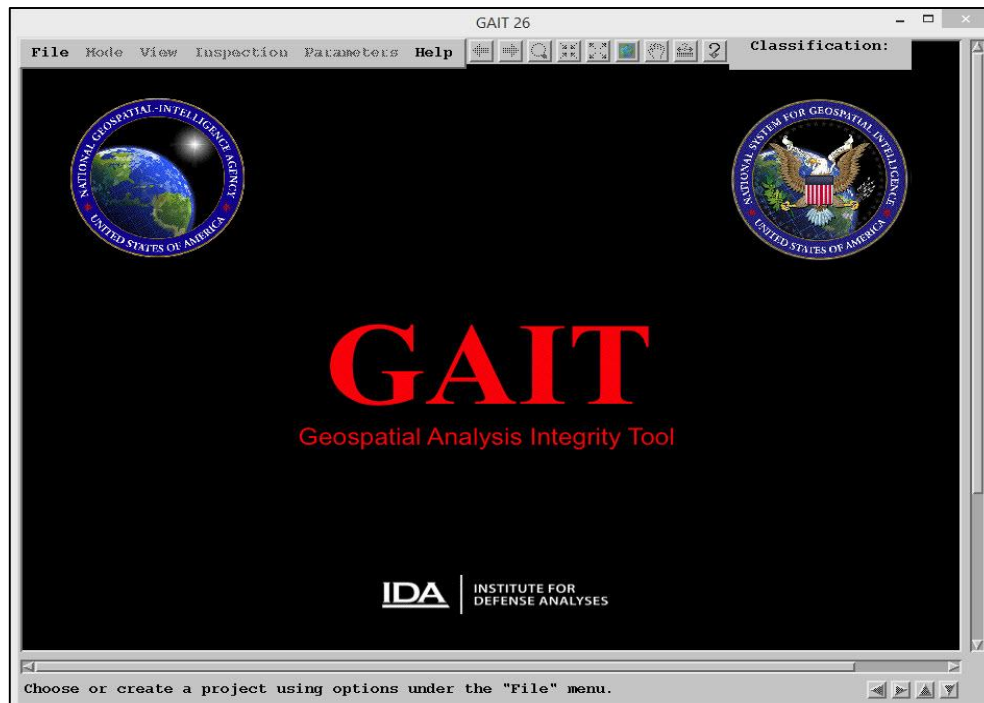 GAIT 26
File Mode View Inspection Parameters Help Classification:
NATIONAL GEOSPATIAL-INTELLIGENCE AGENCY
UNITED STATES OF AMERICA
NATIONAL SYSTEM FOR GEOSPATIAL INTELLIGENCE
UNITED STATES OF AMERICA
GAIT
Geospatial Analysis Integrity Tool
IDA
INSTITUTE FOR
DEFENSE ANALYSES
Choose or create a project using options under the "File" menu.